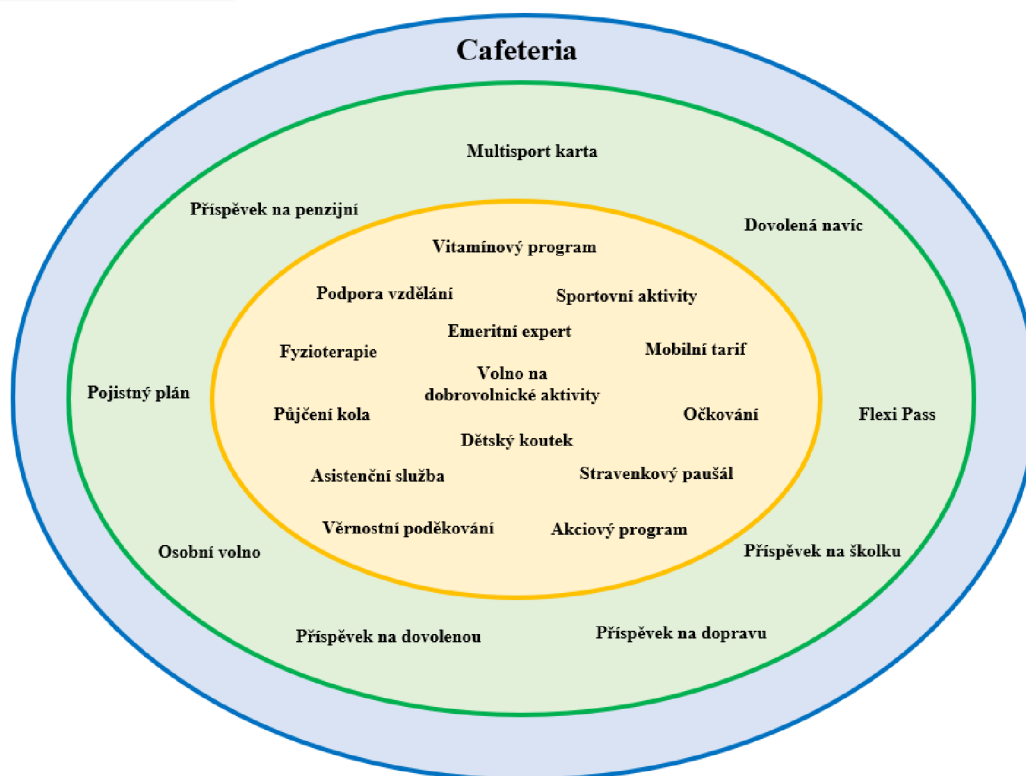 Cafeteria
Multisport karta
Příspěvek na penzijní
Dovolená navíc
Vitamínový program
Podpora vzdělání
Sportovní aktivity
Emeritní expert
Fyzioterapie
Mobilní tarif
Volno na
dobrovolnické aktivity
Pojistný plán
Půjčení kola
Očkování
Flexi Pass
Dětský koutek
Asistenční služba
Stravenkový paušál
Věrnostní poděkování
Akciový program
Osobní volno
Příspěvek na školku
Příspěvek na dovolenou
Příspěvek na dopravu